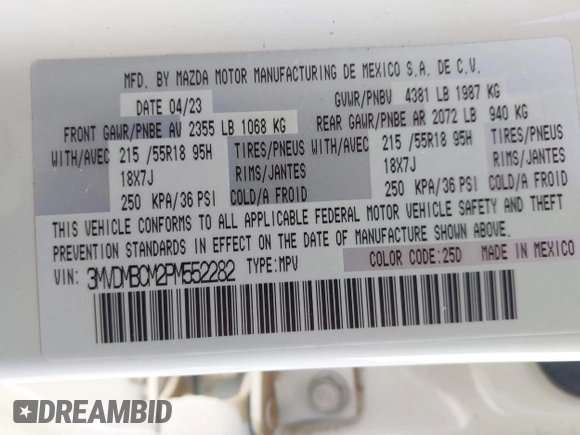 MFD. BY MAZDA MOTOR MANUFACTURING DE MEXICO S.A. DE C.V.
DATE 04/23 GVWR/PNBV 4381 LB 1987 KG
FRONT GAWR/PNBE AV 2355 LB 1068 KG REAR GAWR/PNBE AR 2072 LB 940 KG
WITH/AVEC 215 /55R18 95H TIRES/PNEUS WITH/AVEC 215 /55R18 95H TIRES/PNEUS
18X7J RIMS/JANTES 18X7J RIMS/JANTES
250 KPA/36 PSI COLD/A FROID 250 KPA/36 PSI COLD/A FROID
THIS VEHICLE CONFORMS TO ALL APPLICABLE FEDERAL MOTOR VEHICLE SAFETY AND THEFT
PREVENTION STANDARDS IN EFFECT ON THE DATE OF MANUFACTURE SHOWN ABOVE.
VIN: 3MVDMBCM2PM552282 TYPE:MPV COLOR CODE:25D MADE IN MEXICO
DREAMBID